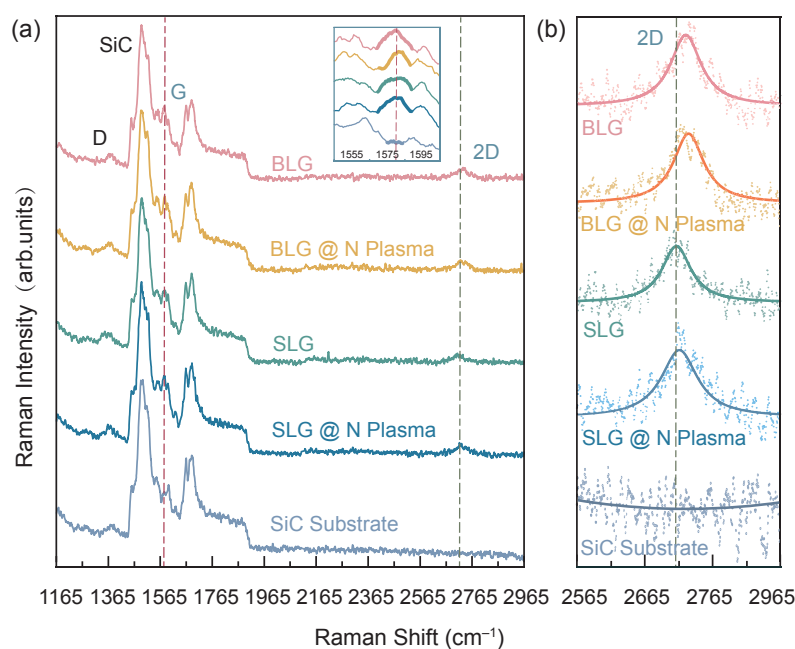 (a)
SiC
G
D
2D
BLG
BLG @ N Plasma
SLG
SLG @ N Plasma
SiC Substrate
1555 1575 1595
Raman Intensity (arb.units)
1165 1365 1565 1765 1965 2165 2365 2565 2765 2965
(b)
2D
BLG
BLG @ N Plasma
SLG
SLG @ N Plasma
SiC Substrate
2565 2665 2765 2965
Raman Shift (cm⁻¹)